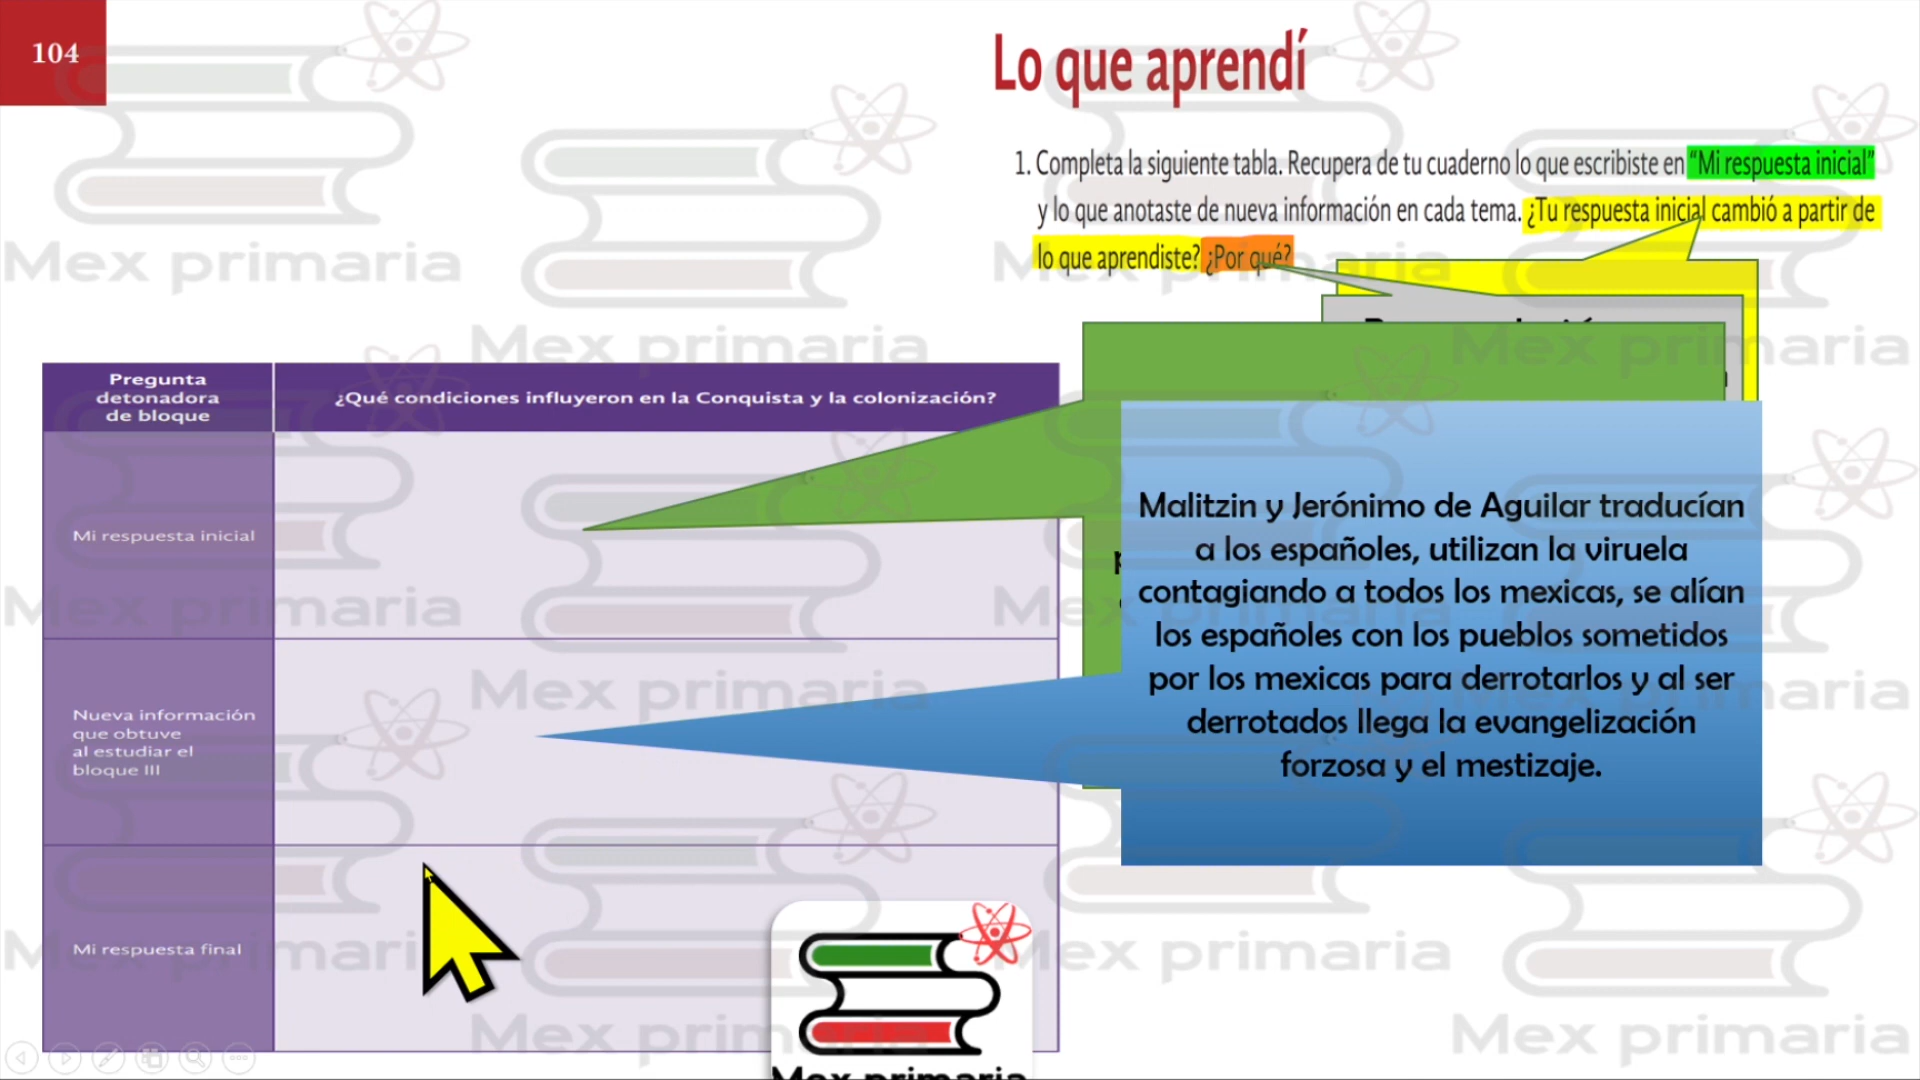 104
Lo que aprendí
1. Completa la siguiente tabla. Recupera de tu cuaderno lo que escribiste en “Mi respuesta inicial”
y lo que anotaste de nueva información en cada tema. ¿Tu respuesta inicial cambió a partir de
lo que aprendiste? ¿Por qué?
Pregunta
detonadora
de bloque
¿Qué condiciones influyeron en la Conquista y la colonización?
Mi respuesta inicial
Nueva información
que obtuve
al estudiar el
bloque III
Mi respuesta final
Malitzin y Jerónimo de Aguilar traducían
a los españoles, utilizan la viruela
contagiando a todos los mexicas, se alían
los españoles con los pueblos sometidos
por los mexicas para derrotarlos y al ser
derrotados llega la evangelización
forzosa y el mestizaje.
Mex primaria